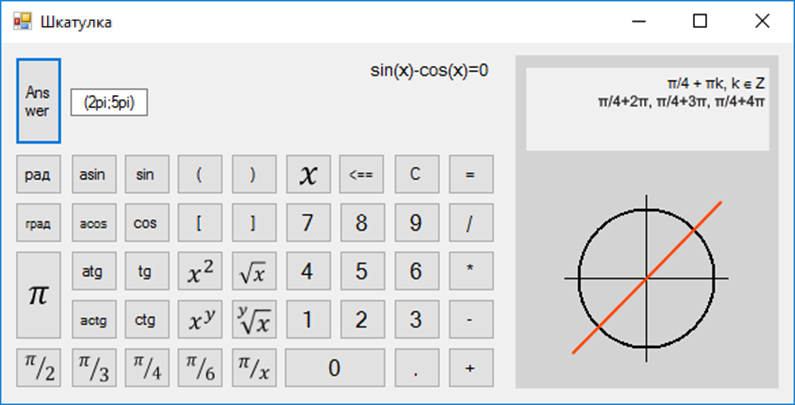 Шкатулка
sin(x)-cos(x)=0
Ans
wer
(2pi;5pi)
π/4 + πk, k ∈ Z
π/4+2π, π/4+3π, π/4+4π
рад asin sin ( ) x <== C =
град acos cos [ ] 7 8 9 /
π atg tg x² √x 4 5 6 *
actg ctg xʸ ʸ√x 1 2 3 -
π/2 π/3 π/4 π/6 π/x 0 . +